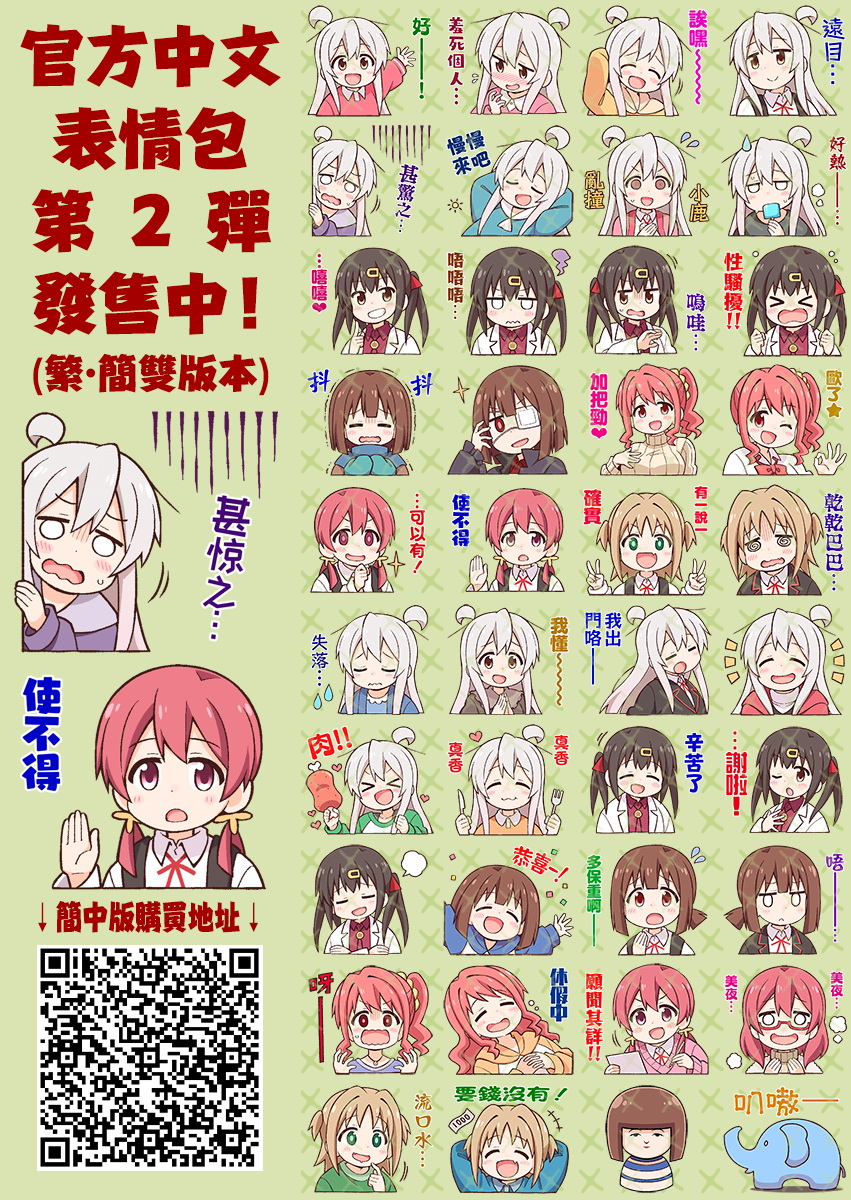 官方中文
表情包
第 2 彈
發售中!
(繁·簡雙版本)
甚惊之…
使不得
↓簡中版購買地址↓
好——!
羞死個人…
誒嘿~~~~
遠目…
甚驚之…
慢慢
來吧
亂撞
小鹿
好熱——…
…嘻嘻♥
唔唔唔…
嗚哇…
性騷擾!!
抖
抖
加把勁♥
歐了★
…可以有!
使不得
確實
有一說一
乾乾巴巴…
失落…
我懂~~~~
我出
門咯——
肉!!
真香
真香
辛苦了
…謝啦!
恭喜~!
多保重啊——
唔——…
呀——
休假中
願聞其詳!!
美夜…
美夜…
流口水…
要錢沒有!
1000
叭嗷——